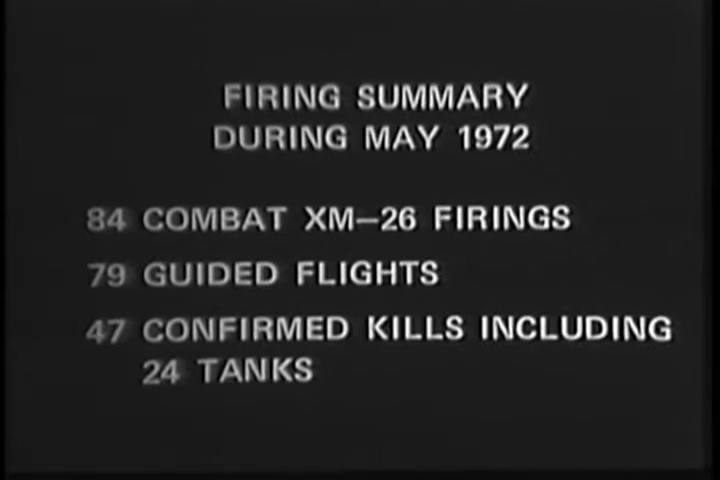 FIRING SUMMARY
DURING MAY 1972
84 COMBAT XM–26 FIRINGS
79 GUIDED FLIGHTS
47 CONFIRMED KILLS INCLUDING
24 TANKS